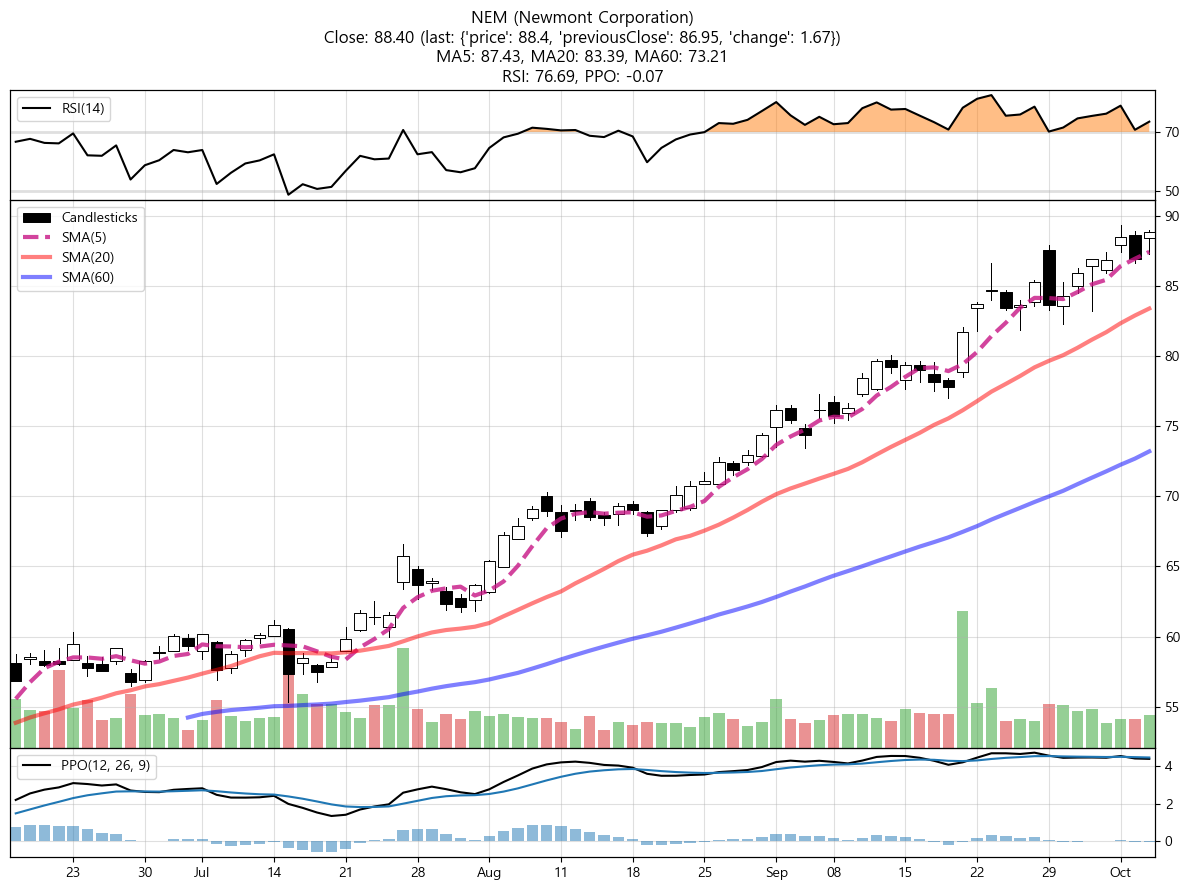 NEM (Newmont Corporation)
Close: 88.40 (last: {'price': 88.4, 'previousClose': 86.95, 'change': 1.67})
MA5: 87.43, MA20: 83.39, MA60: 73.21
RSI: 76.69, PPO: -0.07
RSI(14)
70
50
Candlesticks
SMA(5)
SMA(20)
SMA(60)
90
85
80
75
70
65
60
55
PPO(12, 26, 9)
4
2
0
23 30 Jul 14 21 28 Aug 11 18 25 Sep 08 15 22 29 Oct